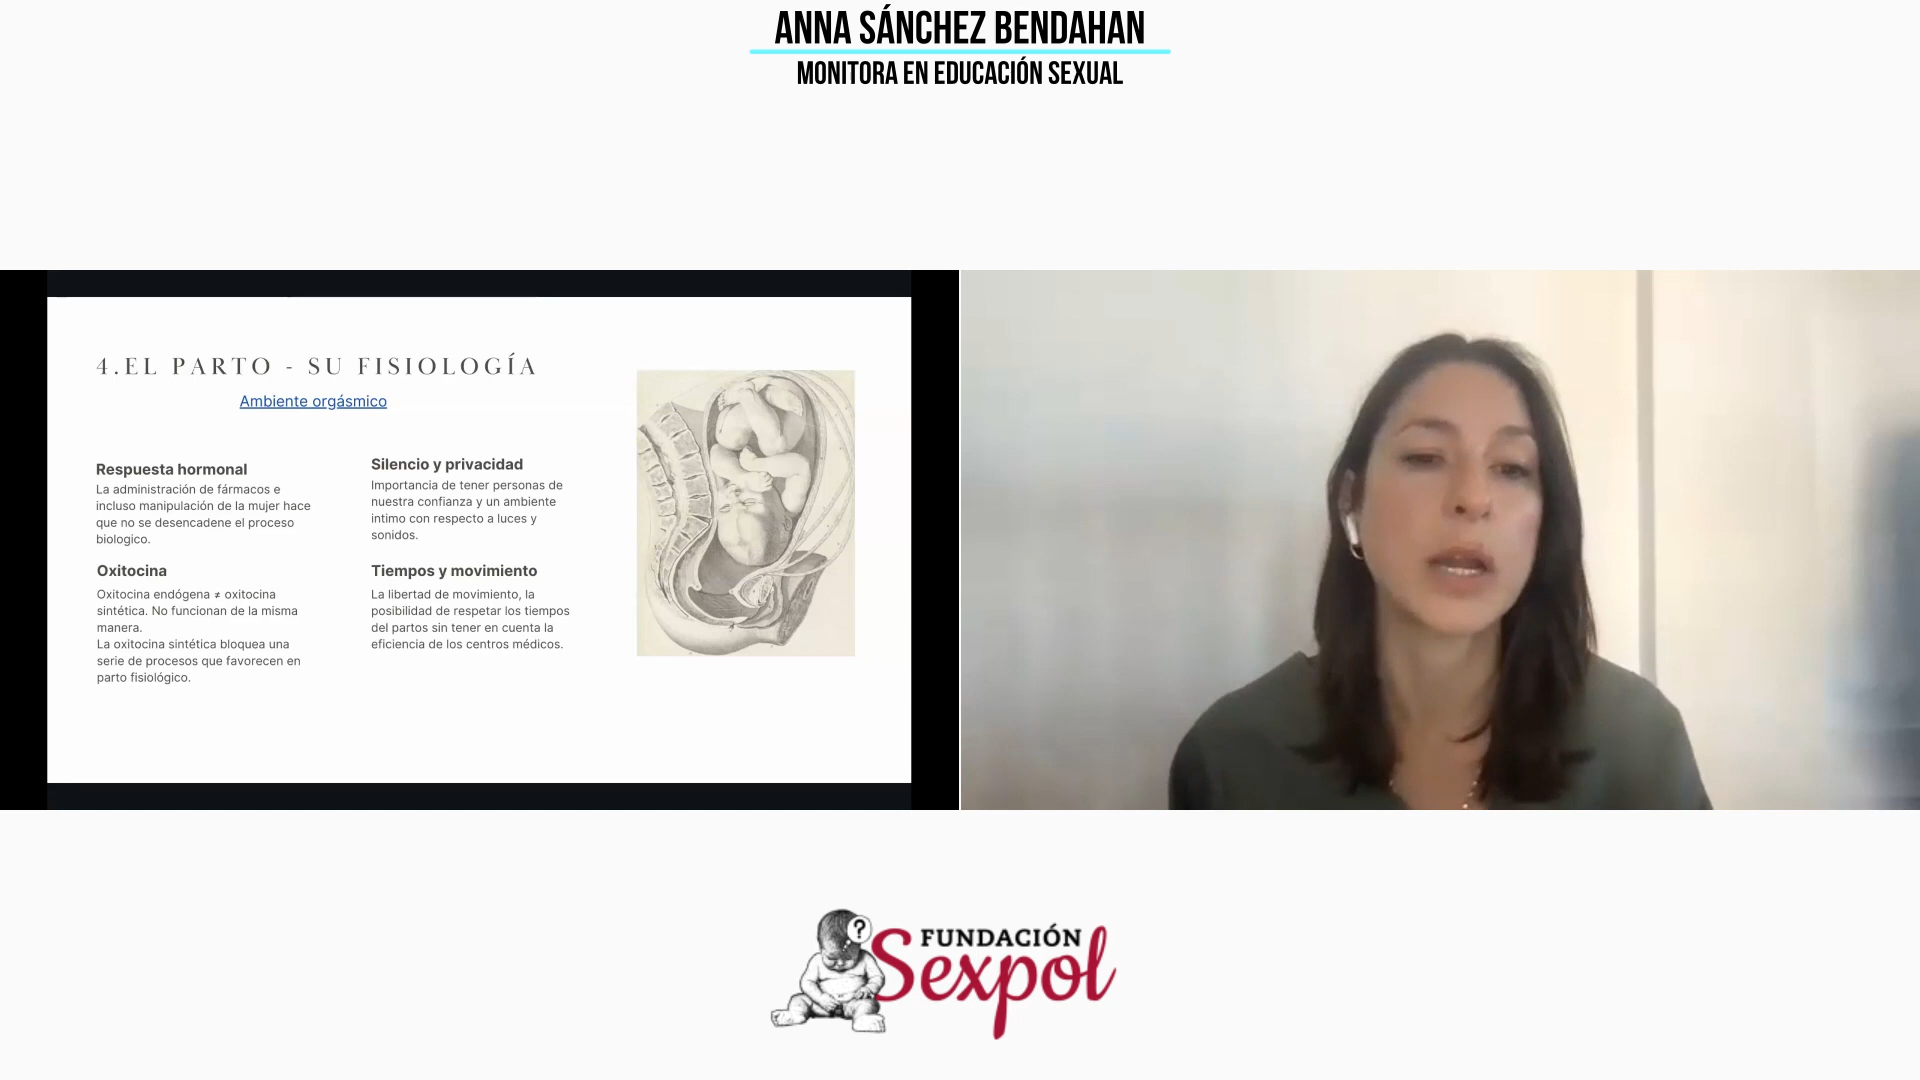 ANNA SÁNCHEZ BENDAHAN
MONITORA EN EDUCACIÓN SEXUAL
4.EL PARTO - SU FISIOLOGÍA
Ambiente orgásmico
Respuesta hormonal
La administración de fármacos e
incluso manipulación de la mujer hace
que no se desencadene el proceso
biologico.
Oxitocina
Oxitocina endógena ≠ oxitocina
sintética. No funcionan de la misma
manera.
La oxitocina sintética bloquea una
serie de procesos que favorecen en
parto fisiológico.
Silencio y privacidad
Importancia de tener personas de
nuestra confianza y un ambiente
intimo con respecto a luces y
sonidos.
Tiempos y movimiento
La libertad de movimiento, la
posibilidad de respetar los tiempos
del partos sin tener en cuenta la
eficiencia de los centros médicos.
?
FUNDACIÓN
Sexpol